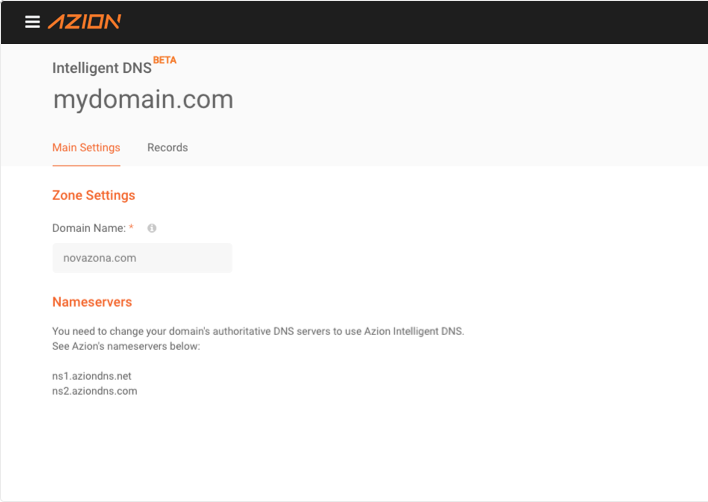 AZION
Intelligent DNS BETA
mydomain.com
Main Settings Records
Zone Settings
Domain Name: *
novazona.com
Nameservers
You need to change your domain's authoritative DNS servers to use Azion Intelligent DNS.
See Azion's nameservers below:
ns1.aziondns.net
ns2.aziondns.com